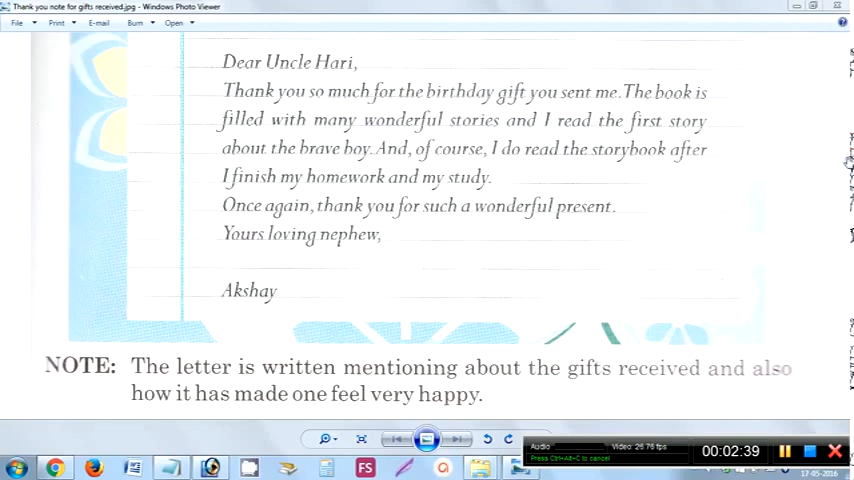 Thank you note for gifts received.jpg - Windows Photo Viewer
File Print E-mail Burn Open
Dear Uncle Hari,
Thank you so much for the birthday gift you sent me. The book is
filled with many wonderful stories and I read the first story
about the brave boy. And, of course, I do read the storybook after
I finish my homework and my study.
Once again, thank you for such a wonderful present.
Yours loving nephew,
Akshay
NOTE: The letter is written mentioning about the gifts received and also
how it has made one feel very happy.
Audio Video: 26.76 fps
Press Ctrl+Alt+C to cancel
00:02:39
FS
17-05-2016